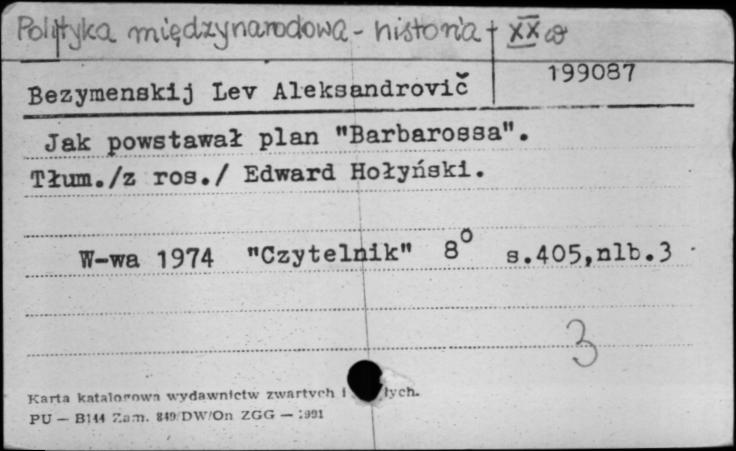 Polityka międzynarodowa - historia XX w
199087
Bezymenskij Lev Aleksandrovič
Jak powstawał plan "Barbarossa".
Tłum./z ros./ Edward Hołyński.
W-wa 1974 "Czytelnik" 8° s.405,nlb.3
3
Karta katalogowa wydawnictw zwartych i
PU — B144 Zam. 849/DW/On ZGG — 1991